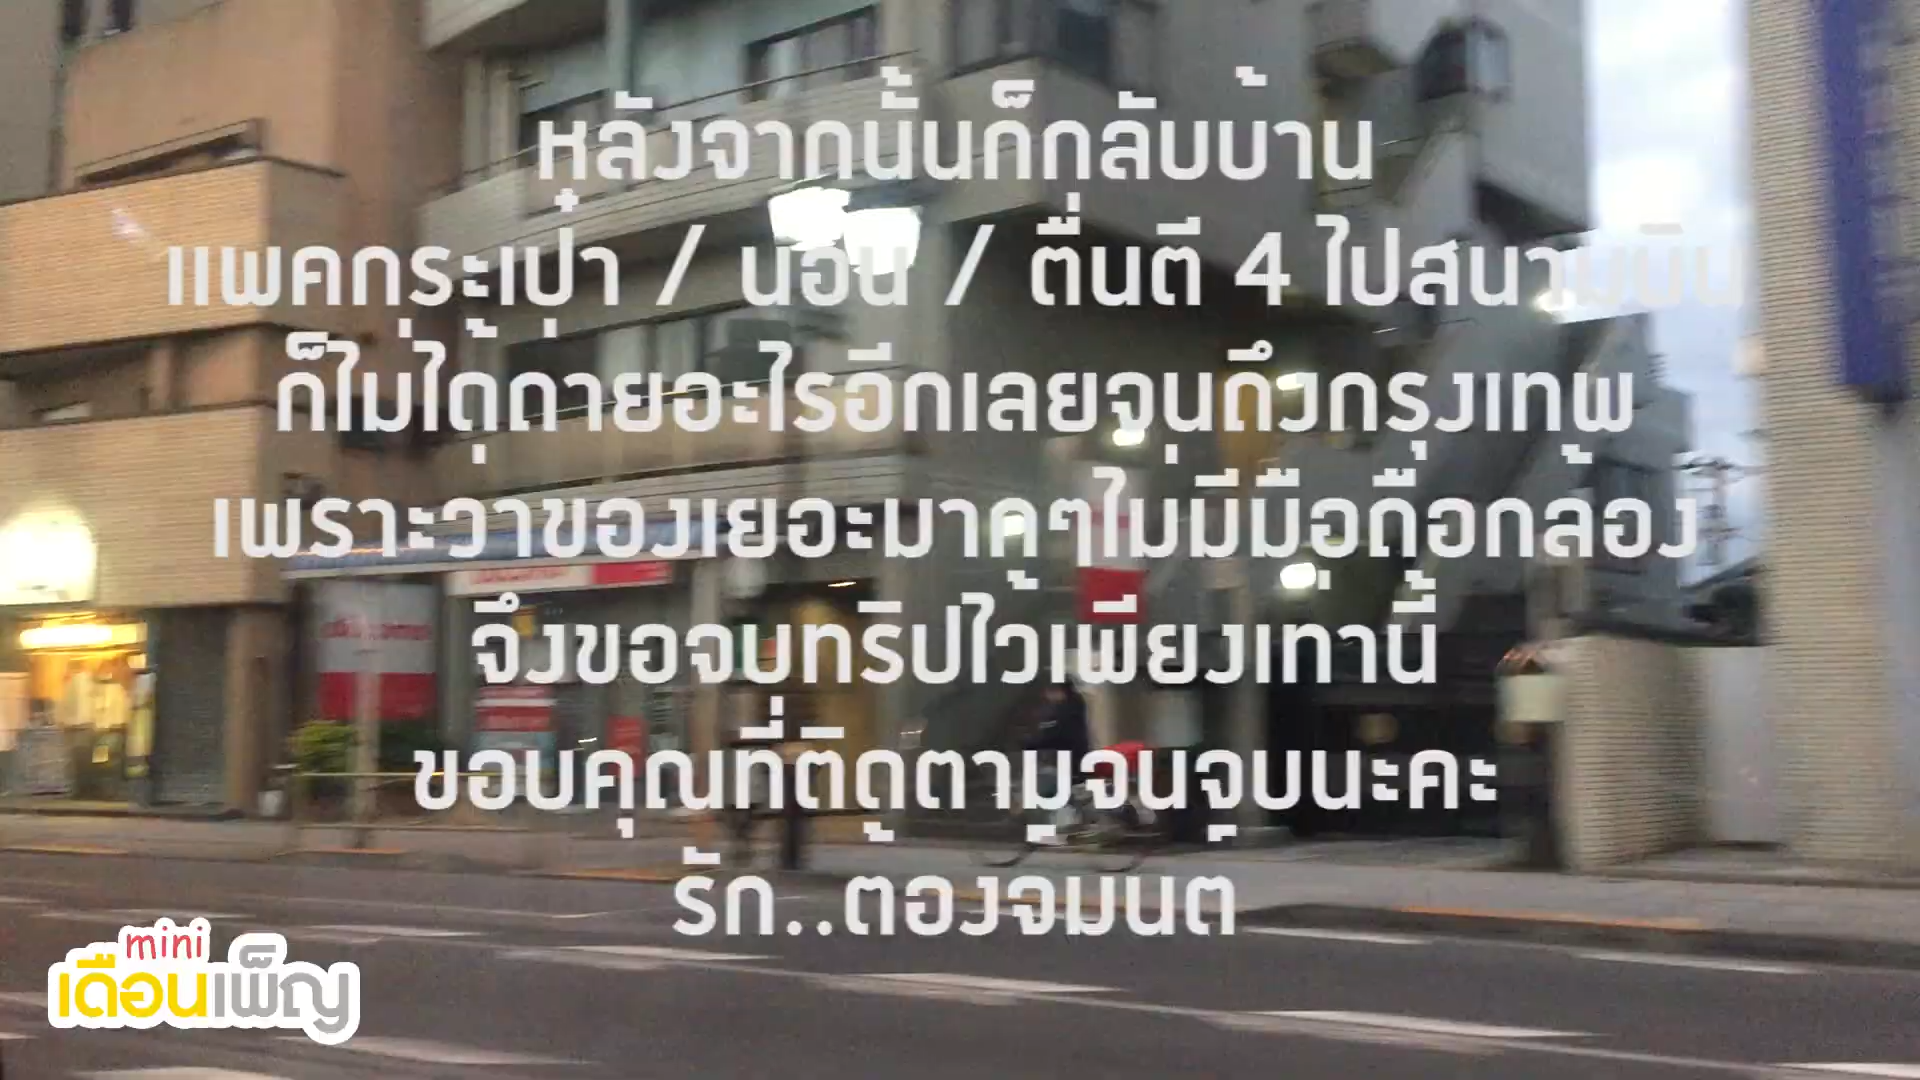 หลังจากนั้นก็กลับบ้าน
แพคกระเป๋า / นอน / ตื่นตี 4 ไปสนามบิน
ก็ไม่ได้ถ่ายอะไรอีกเลยจนถึงกรุงเทพ
เพราะว่าของเยอะมากๆไม่มีมือถือกล้อง
จึงขอจบทริปไว้เพียงเท่านี้
ขอบคุณที่ติดตามจนจบนะคะ
รัก..ต้องจ้มนต์
mini
เดือนเพ็ญ